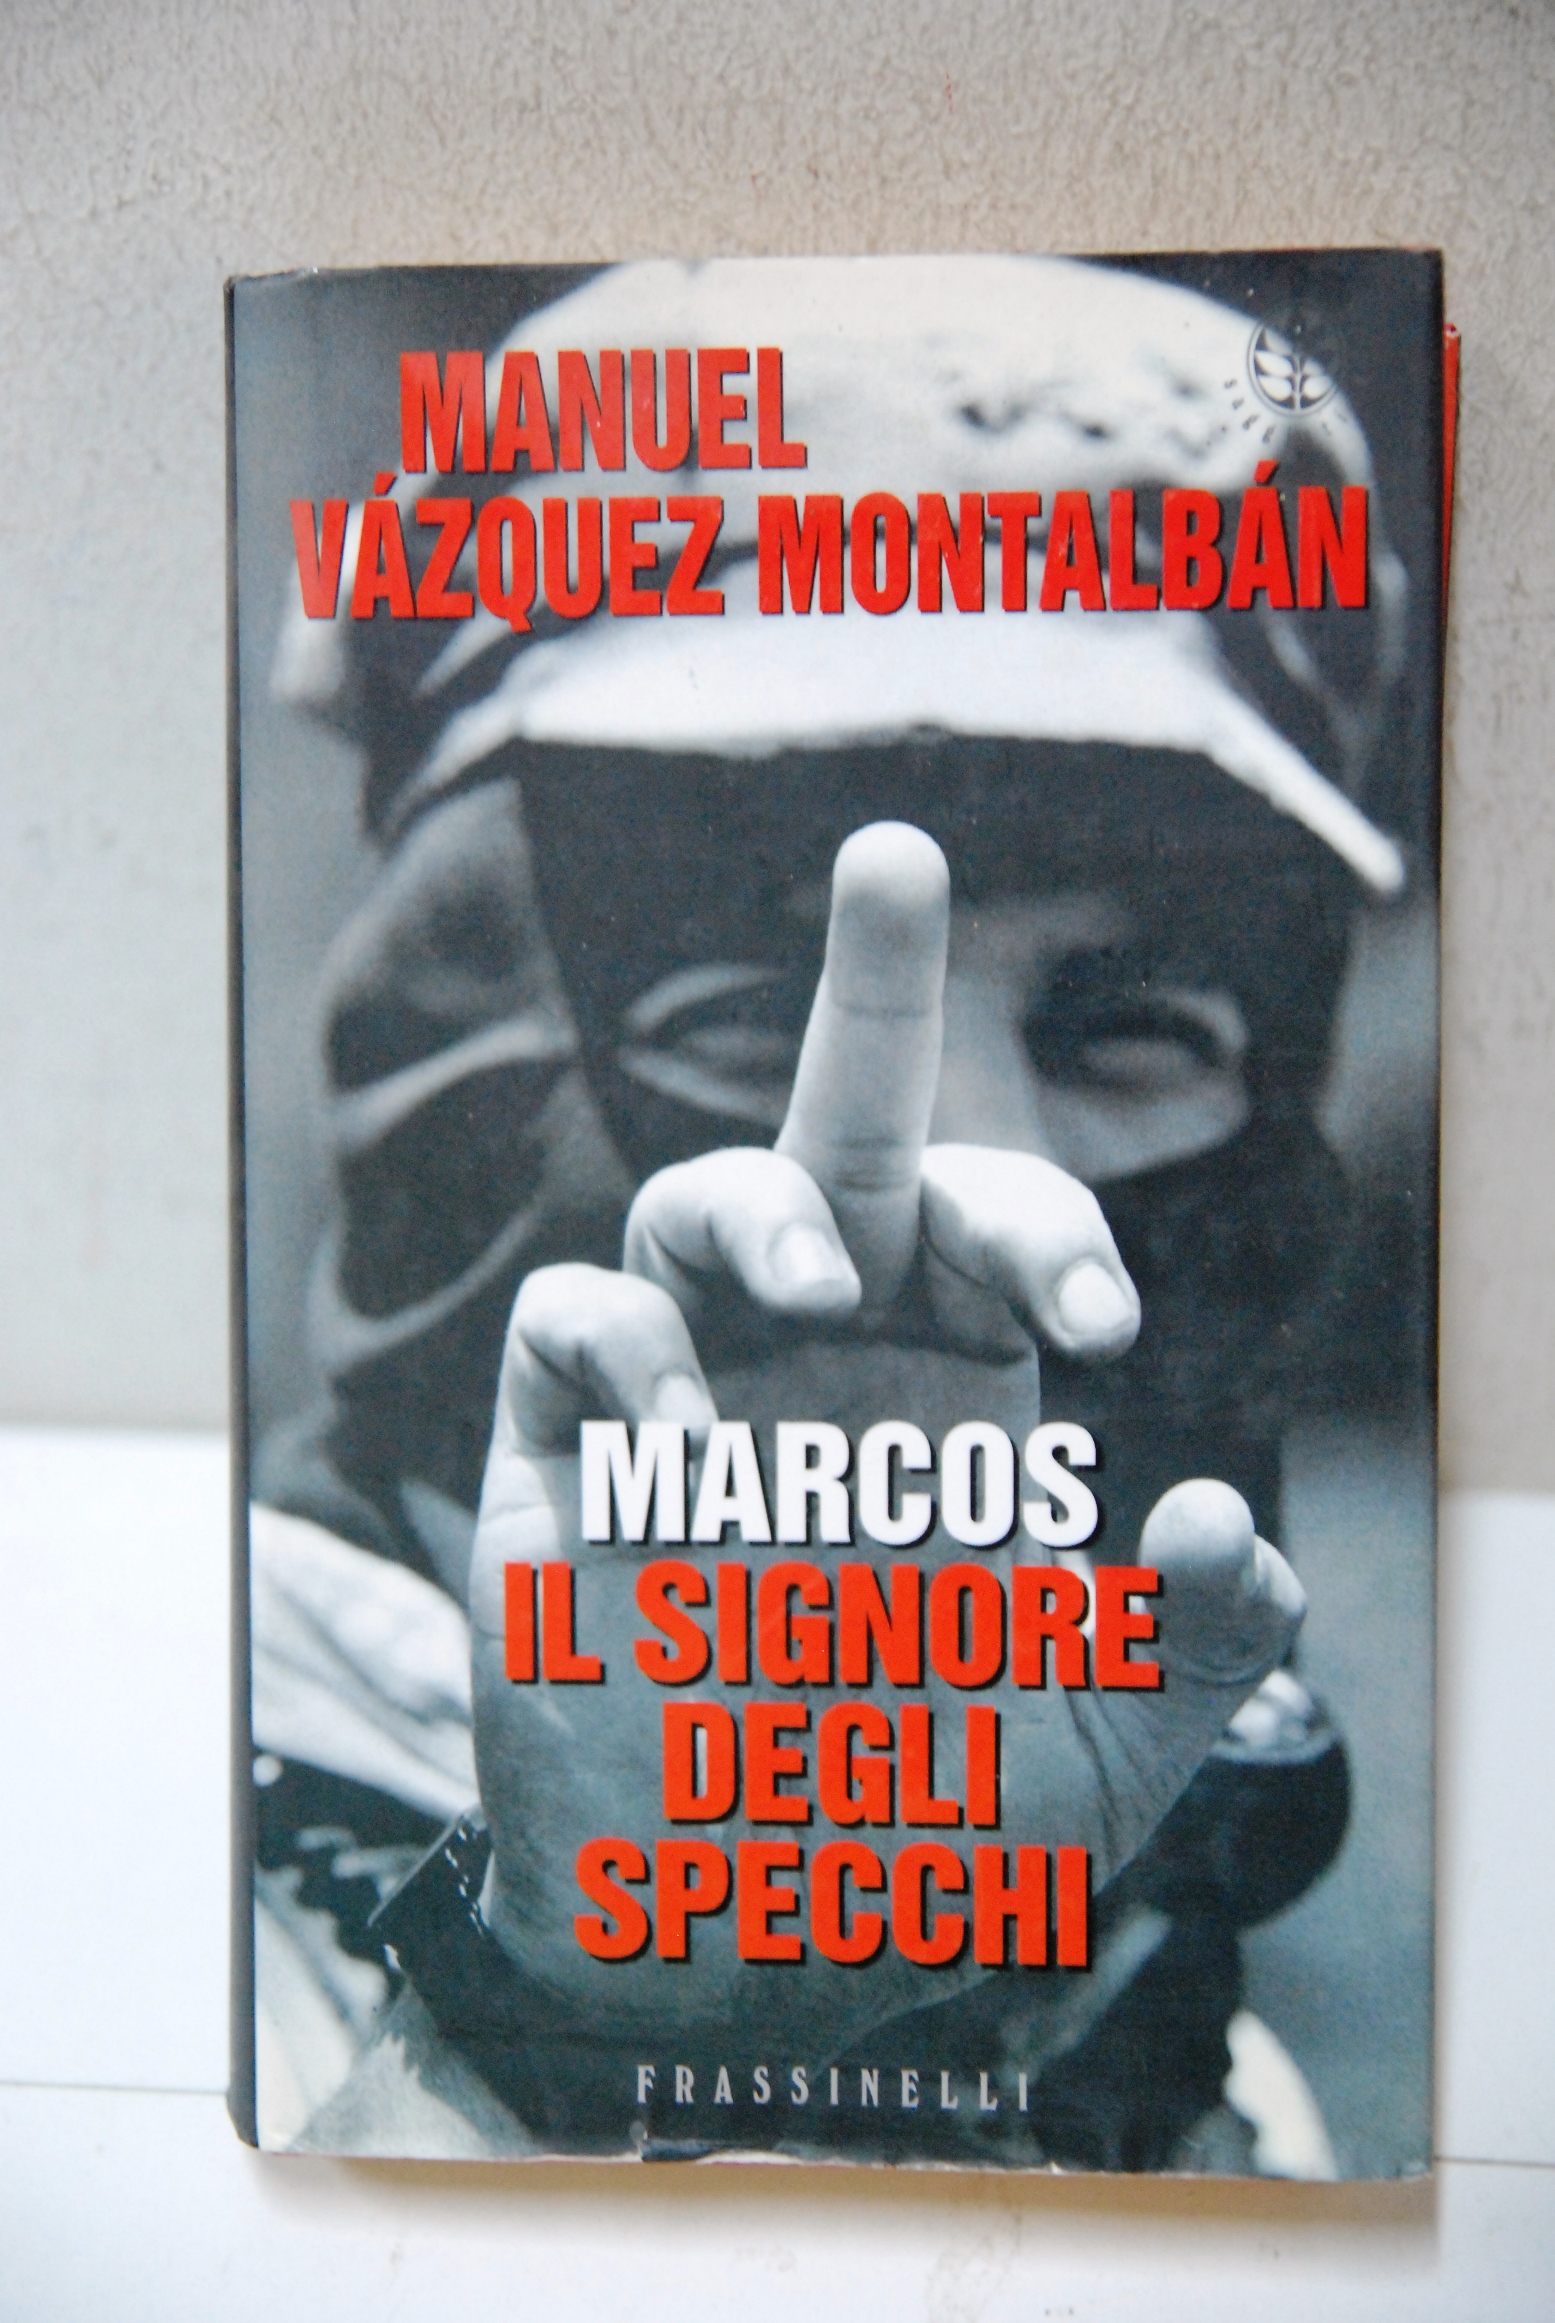 MANUEL
VÁZQUEZ MONTALBÁN
MARCOS
IL SIGNORE
DEGLI
SPECCHI
FRASSINELLI